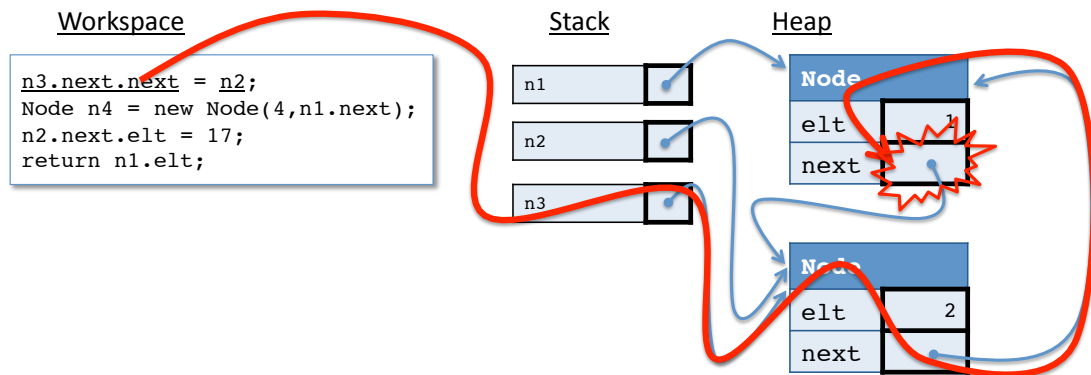 Workspace
Stack
Heap
n3.next.next = n2;
Node n4 = new Node(4,n1.next);
n2.next.elt = 17;
return n1.elt;
n1
n2
n3
Node
elt 1
next
Node
elt 2
next